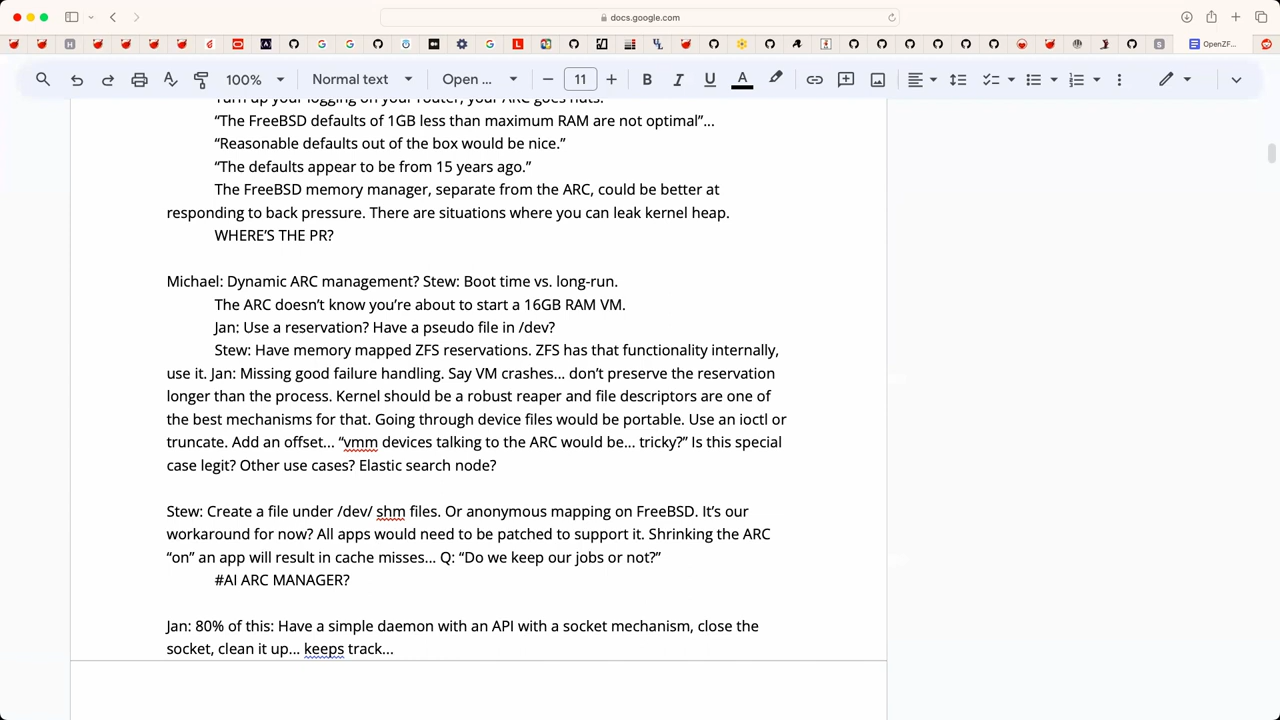 docs.google.com
OpenZF...
100%
Normal text
Open ...
11
Turn up your logging on your router, your ARC goes nuts.
“The FreeBSD defaults of 1GB less than maximum RAM are not optimal”...
“Reasonable defaults out of the box would be nice.”
“The defaults appear to be from 15 years ago.”
The FreeBSD memory manager, separate from the ARC, could be better at
responding to back pressure. There are situations where you can leak kernel heap.
WHERE’S THE PR?
Michael: Dynamic ARC management? Stew: Boot time vs. long-run.
The ARC doesn’t know you’re about to start a 16GB RAM VM.
Jan: Use a reservation? Have a pseudo file in /dev?
Stew: Have memory mapped ZFS reservations. ZFS has that functionality internally,
use it. Jan: Missing good failure handling. Say VM crashes... don’t preserve the reservation
longer than the process. Kernel should be a robust reaper and file descriptors are one of
the best mechanisms for that. Going through device files would be portable. Use an ioctl or
truncate. Add an offset... “vmm devices talking to the ARC would be... tricky?” Is this special
case legit? Other use cases? Elastic search node?
Stew: Create a file under /dev/ shm files. Or anonymous mapping on FreeBSD. It’s our
workaround for now? All apps would need to be patched to support it. Shrinking the ARC
“on” an app will result in cache misses... Q: “Do we keep our jobs or not?”
#AI ARC MANAGER?
Jan: 80% of this: Have a simple daemon with an API with a socket mechanism, close the
socket, clean it up... keeps track...